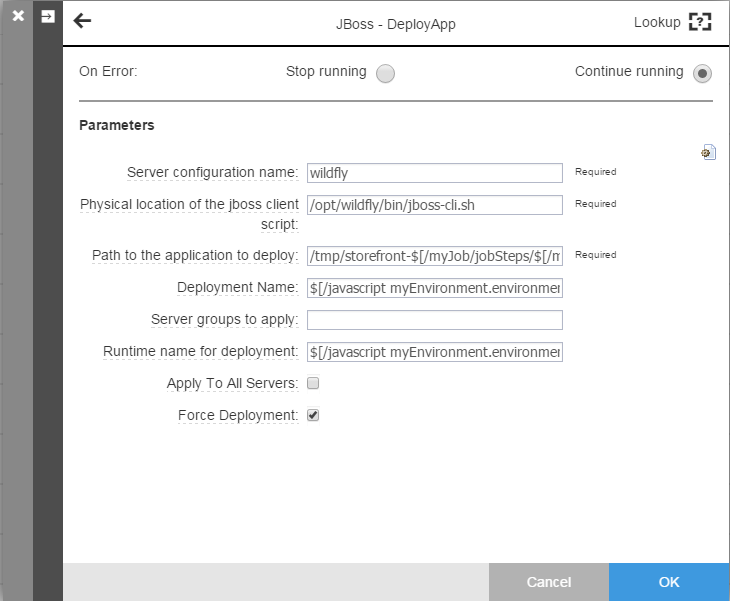 JBoss - DeployApp
Lookup
On Error:
Stop running
Continue running
Parameters
Server configuration name:
wildfly
Required
Physical location of the jboss client
script:
/opt/wildfly/bin/jboss-cli.sh
Required
Path to the application to deploy:
/tmp/storefront-$[/myJob/jobSteps/$[/m
Required
Deployment Name:
$[/javascript myEnvironment.environmen
Server groups to apply:
Runtime name for deployment:
$[/javascript myEnvironment.environmen
Apply To All Servers:
Force Deployment:
Cancel
OK